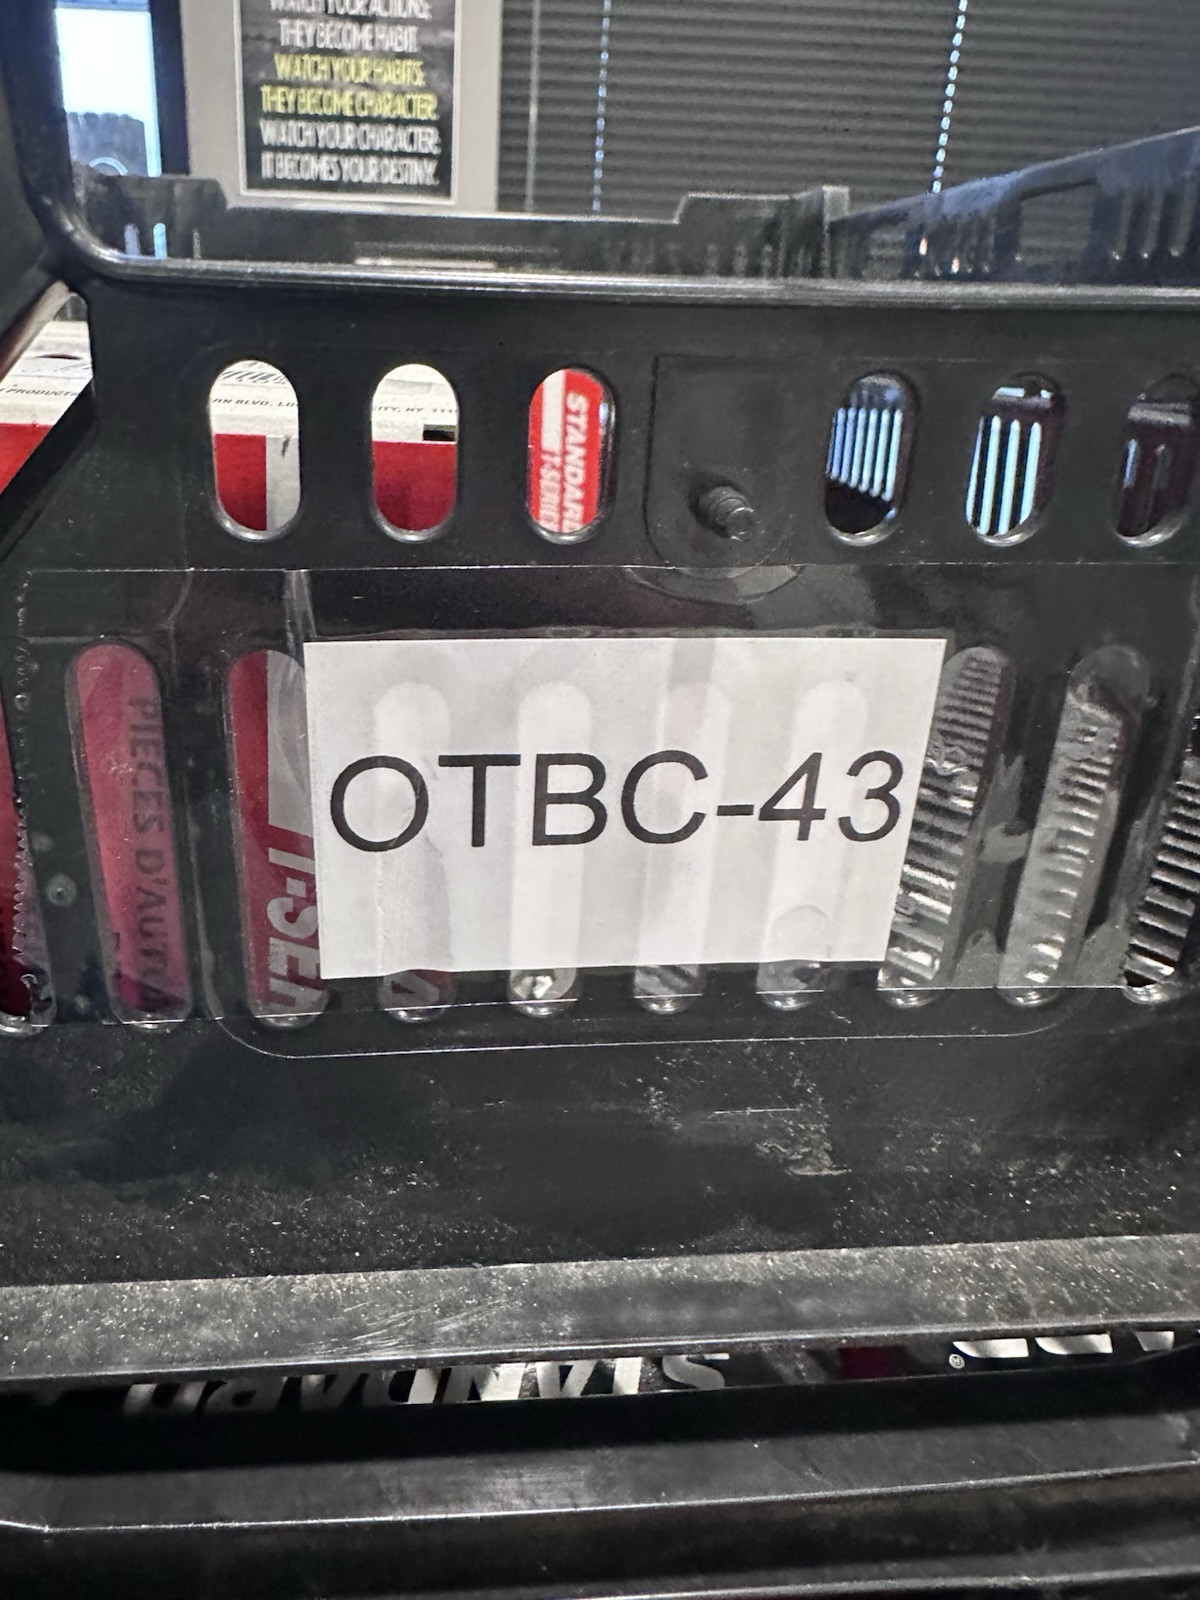 WATCH YOUR ACTIONS;
THEY BECOME HABIT.
WATCH YOUR HABITS;
THEY BECOME CHARACTER.
WATCH YOUR CHARACTER;
IT BECOMES YOUR DESTINY.
BLVD.
STANDARD
T-SERIES
OTBC-43
PIECES D'AUTO
T-SER
STANDARD